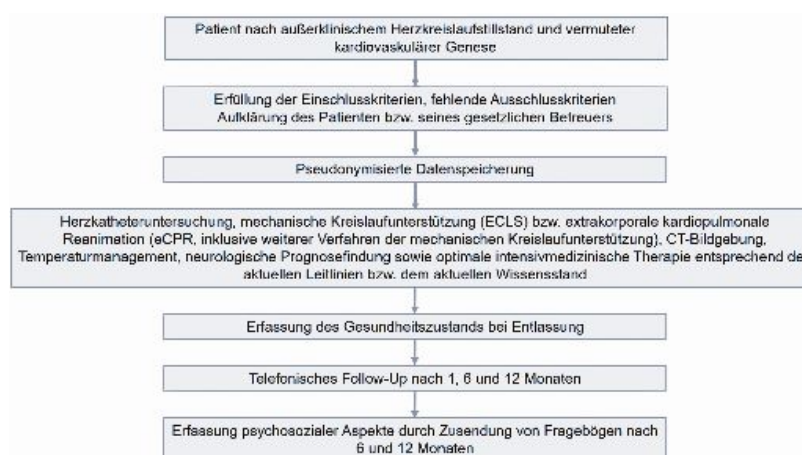 Patient nach außerklinischem Herzkreislaufstillstand und vermuteter
kardiovaskulärer Genese
Erfüllung der Einschlusskriterien, fehlende Ausschlusskriterien
Aufklärung des Patienten bzw. seines gesetzlichen Betreuers
Pseudonymisierte Datenspeicherung
Herzkatheteruntersuchung, mechanische Kreislaufunterstützung (ECLS) bzw. extrakorporale kardiopulmonale
Reanimation (eCPR, inklusive weiterer Verfahren der mechanischen Kreislaufunterstützung), CT-Bildgebung,
Temperaturmanagement, neurologische Prognosefindung sowie optimale intensivmedizinische Therapie entsprechend de
aktuellen Leitlinien bzw. dem aktuellen Wissensstand
Erfassung des Gesundheitszustands bei Entlassung
Telefonisches Follow-Up nach 1, 6 und 12 Monaten
Erfassung psychosozialer Aspekte durch Zusendung von Fragebögen nach
6 und 12 Monaten